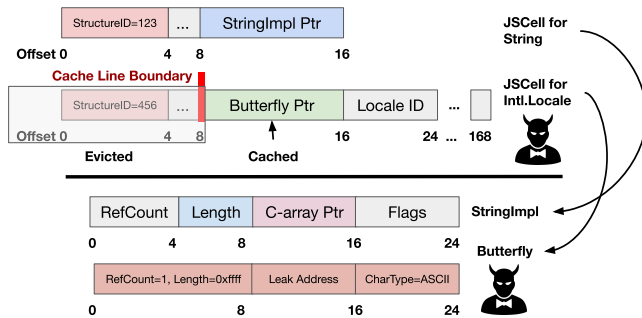 StructureID=123 ... StringImpl Ptr
JSCell for
String
Offset 0 4 8 16
Cache Line Boundary
JSCell for
Intl.Locale
StructureID=456 ... Butterfly Ptr Locale ID ...
Offset 0 4 8 16 24 ... 168
Evicted Cached
RefCount Length C-array Ptr Flags StringImpl
0 4 8 16 24
Butterfly
RefCount=1, Length=0xffff Leak Address CharType=ASCII
0 8 16 24